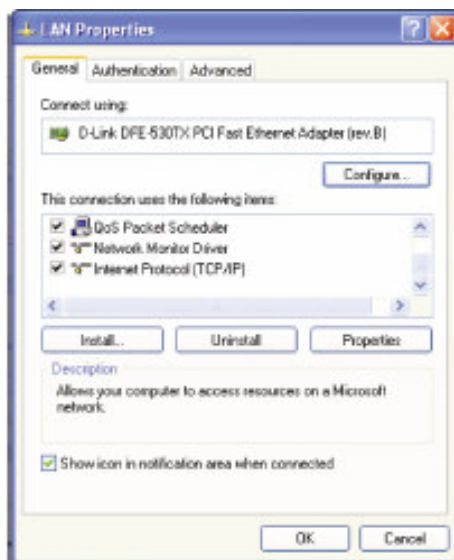 LAN Properties
General Authentication Advanced
Connect using:
D-Link DFE-530TX PCI Fast Ethernet Adapter (rev.B)
Configure...
This connection uses the following items:
QoS Packet Scheduler
Network Monitor Driver
Internet Protocol (TCP/IP)
Install... Uninstall Properties
Description
Allows your computer to access resources on a Microsoft
network.
Show icon in notification area when connected
OK Cancel